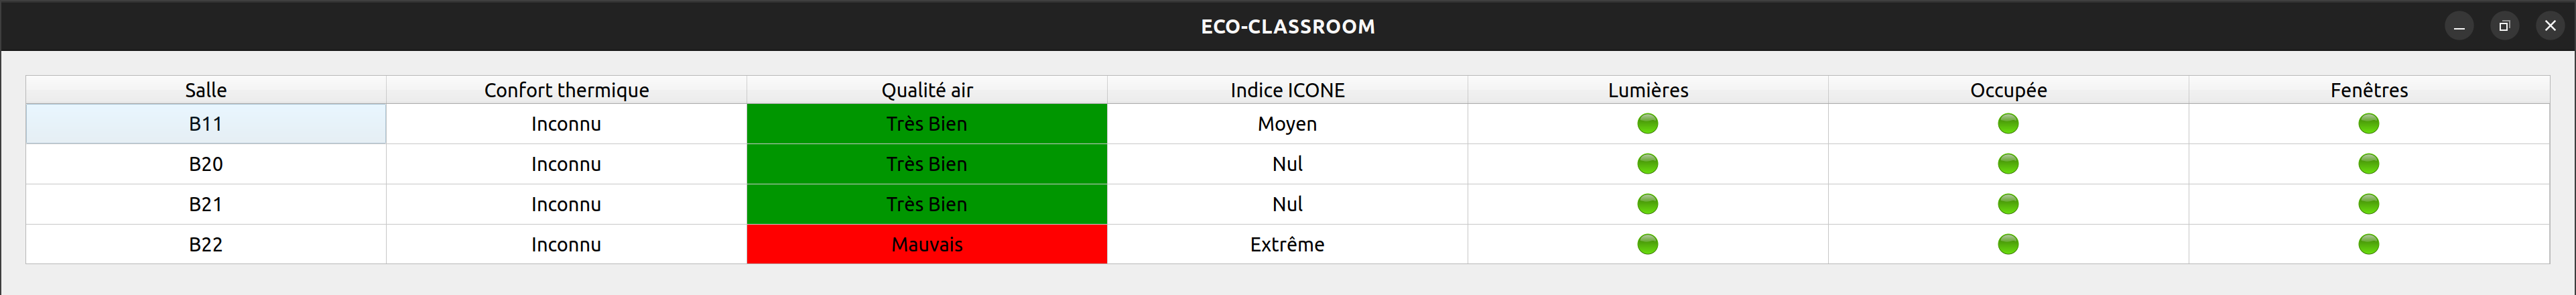 ECO-CLASSROOM
Salle Confort thermique Qualité air Indice ICONE Lumières Occupée Fenêtres
B11 Inconnu Très Bien Moyen
B20 Inconnu Très Bien Nul
B21 Inconnu Très Bien Nul
B22 Inconnu Mauvais Extrême